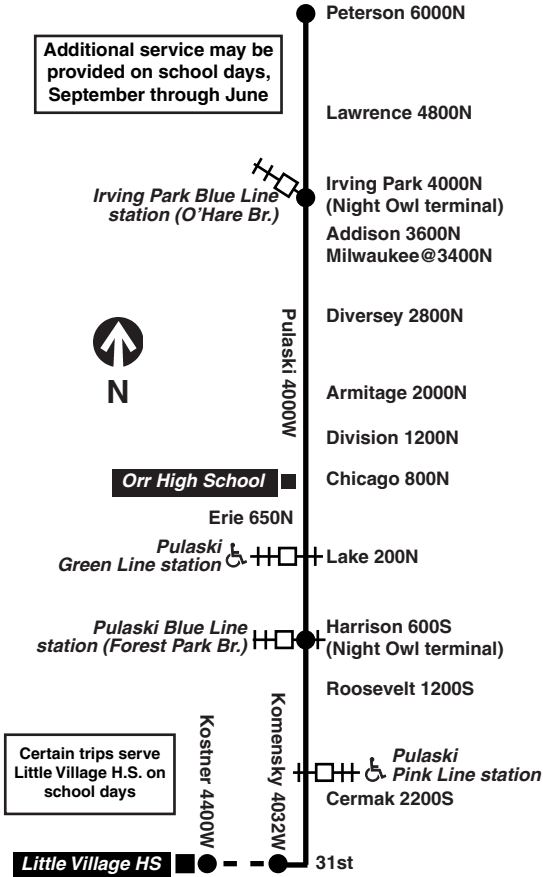 Peterson 6000N
Additional service may be
provided on school days,
September through June
Lawrence 4800N
Irving Park Blue Line
station (O'Hare Br.)
Irving Park 4000N
(Night Owl terminal)
Addison 3600N
Milwaukee@3400N
Pulaski 4000W
Diversey 2800N
N
Armitage 2000N
Division 1200N
Orr High School
Chicago 800N
Erie 650N
Pulaski
Green Line station
Lake 200N
Pulaski Blue Line
station (Forest Park Br.)
Harrison 600S
(Night Owl terminal)
Roosevelt 1200S
Kostner 4400W
Komensky 4032W
Certain trips serve
Little Village H.S. on
school days
Pulaski
Pink Line station
Cermak 2200S
Little Village HS
31st